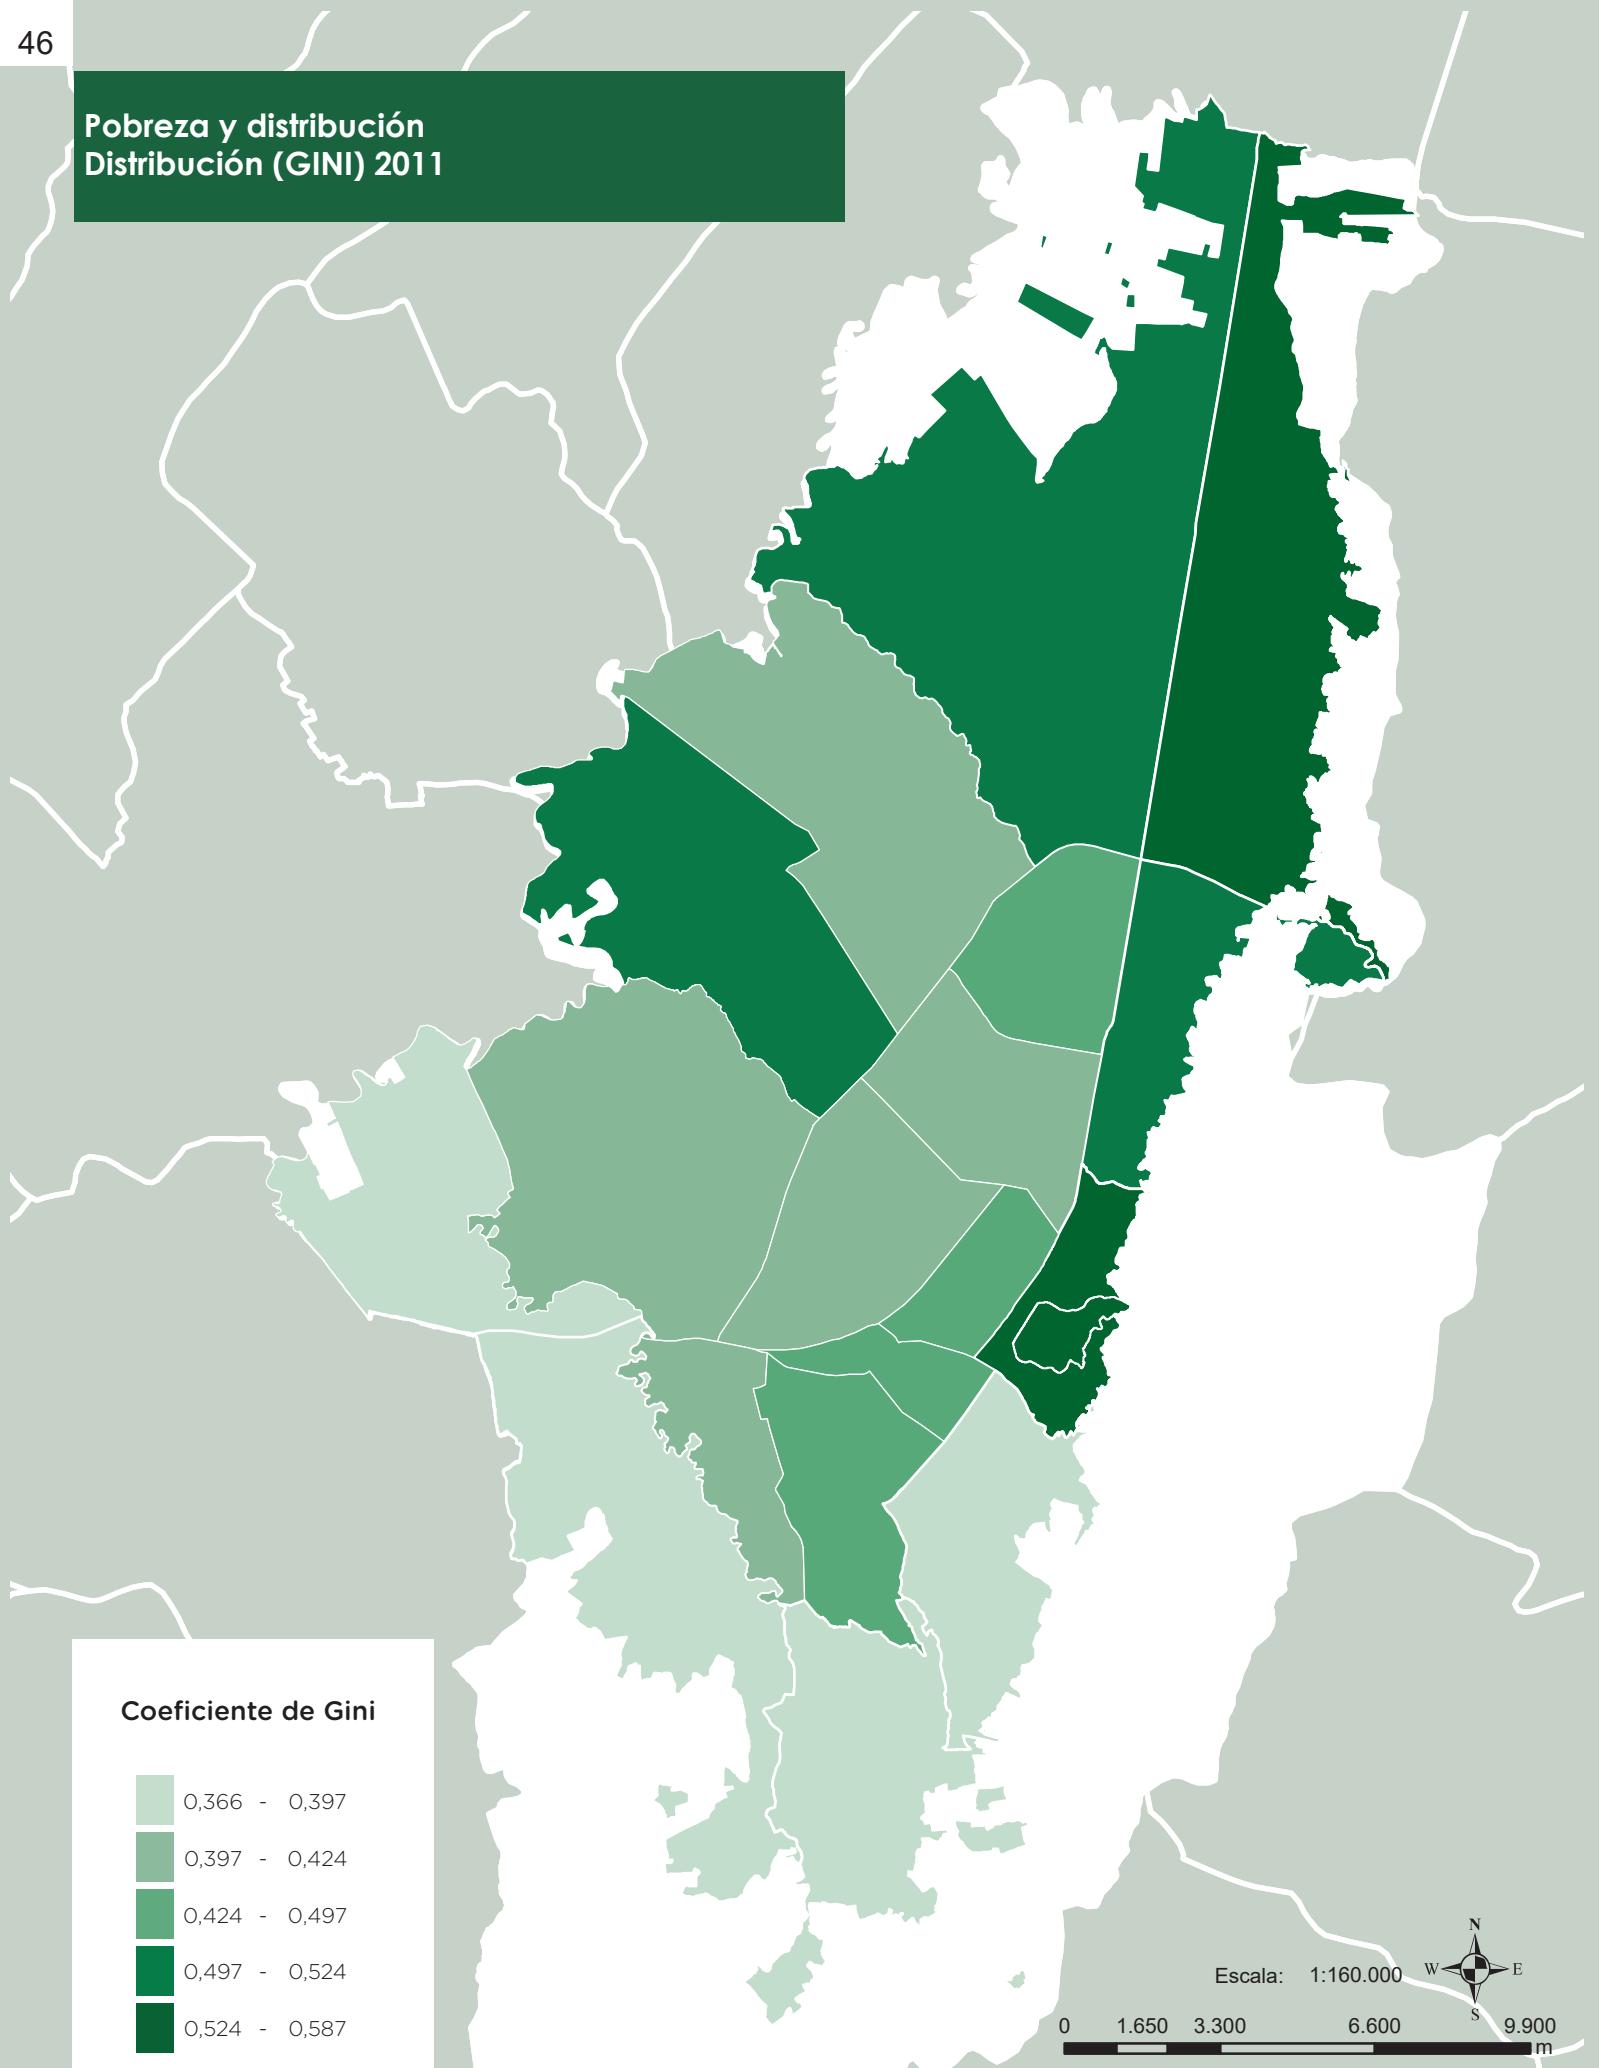 46
Pobreza y distribución
Distribución (GINI) 2011
Coeficiente de Gini
0,366 - 0,397
0,397 - 0,424
0,424 - 0,497
0,497 - 0,524
0,524 - 0,587
N
W E
S
Escala: 1:160.000
0 1.650 3.300 6.600 9.900
m